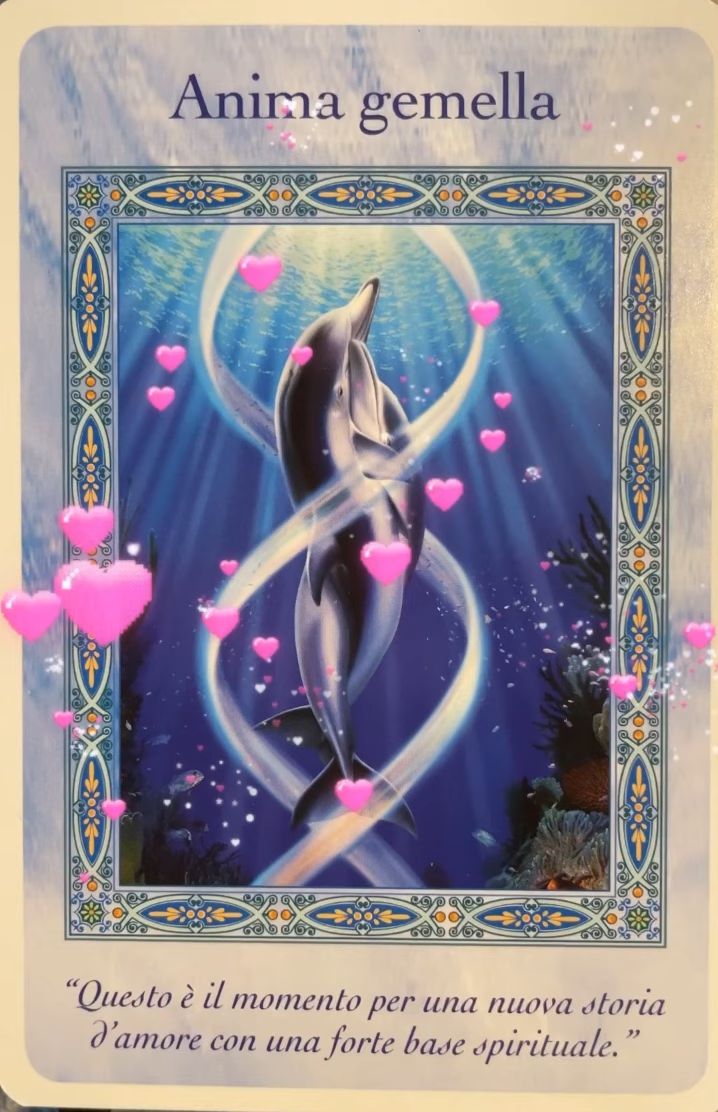 Anima gemella
“Questo è il momento per una nuova storia
d’amore con una forte base spirituale.”